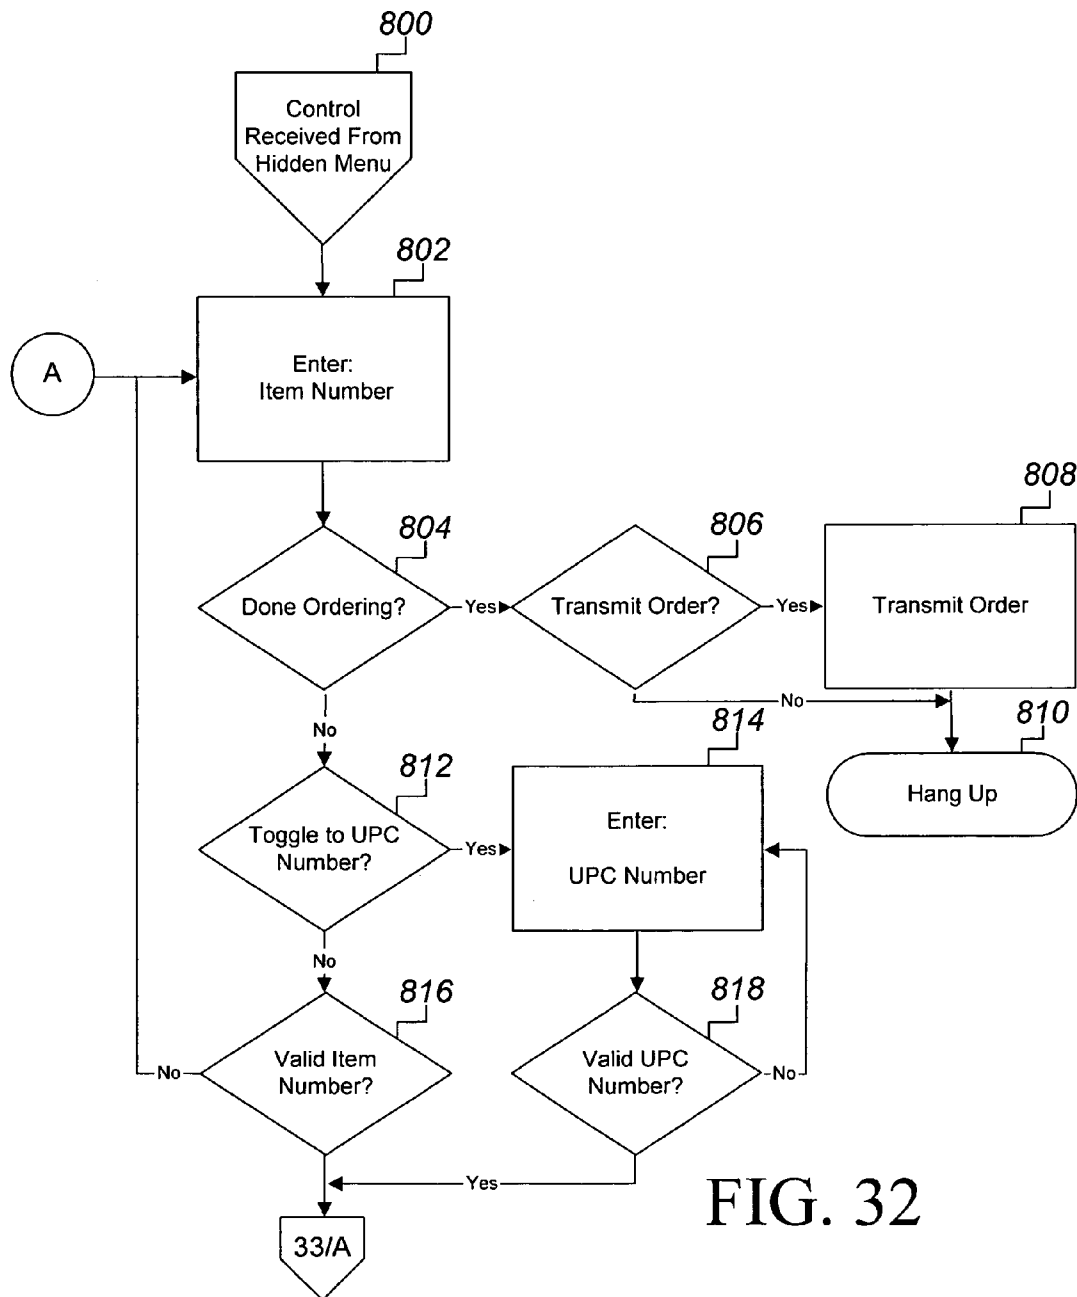 800
Control
Received From
Hidden Menu
802
A
Enter:
Item Number
804
806
808
Done Ordering?
Yes
Transmit Order?
Yes
Transmit Order
No
No
810
Hang Up
812
814
Toggle to UPC
Number?
Yes
Enter:
UPC Number
No
816
818
Valid Item
Number?
No
Valid UPC
Number?
No
Yes
33/A
FIG. 32